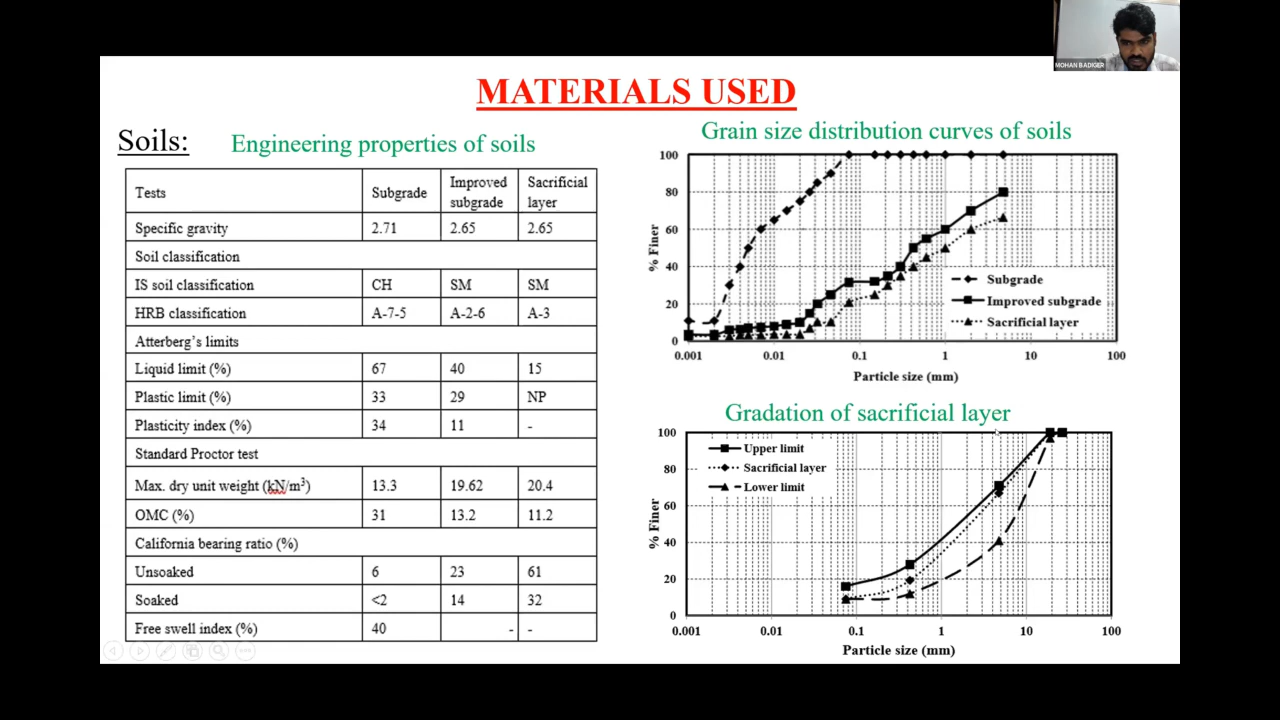 MOHAN BADIGER
MATERIALS USED
Soils:
Engineering properties of soils
Tests Subgrade Improved subgrade Sacrificial layer
Specific gravity 2.71 2.65 2.65
Soil classification
IS soil classification CH SM SM
HRB classification A-7-5 A-2-6 A-3
Atterberg's limits
Liquid limit (%) 67 40 15
Plastic limit (%) 33 29 NP
Plasticity index (%) 34 11 -
Standard Proctor test
Max. dry unit weight (kN/m³) 13.3 19.62 20.4
OMC (%) 31 13.2 11.2
California bearing ratio (%)
Unsoaked 6 23 61
Soaked <2 14 32
Free swell index (%) 40 - -
Grain size distribution curves of soils
100
80
60
40
20
0
% Finer
Subgrade
Improved subgrade
Sacrificial layer
0.001 0.01 0.1 1 10 100
Particle size (mm)
Gradation of sacrificial layer
100
80
60
40
20
0
% Finer
Upper limit
Sacrificial layer
Lower limit
0.001 0.01 0.1 1 10 100
Particle size (mm)